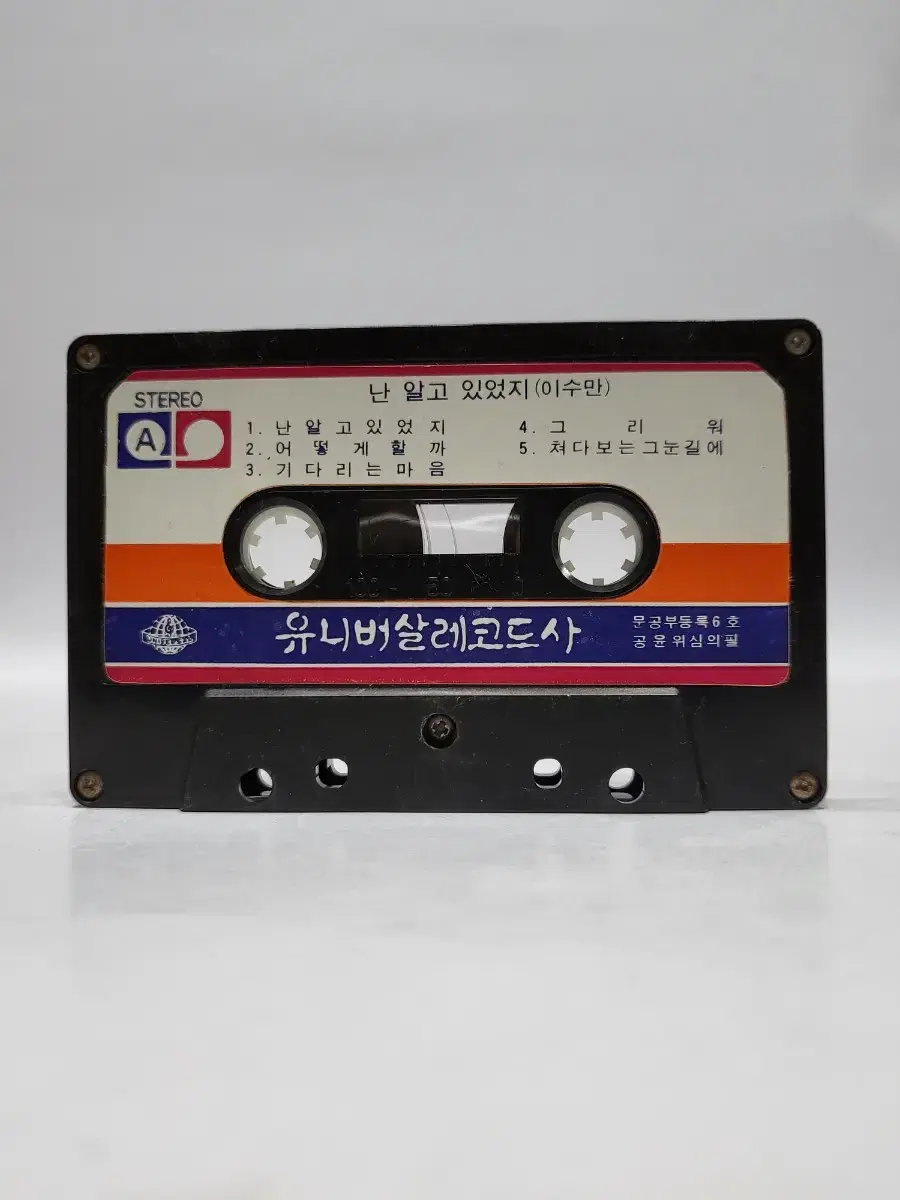 난 알고 있었지(이수만)
STEREO
A
1. 난 알 고 있 었 지
2. 어 떻 게 할 까
3. 기 다 리 는 마 음
4. 그 리 워
5. 쳐다보는그눈길에
유니버살레코드사
문공부등록6호
공윤위심의필